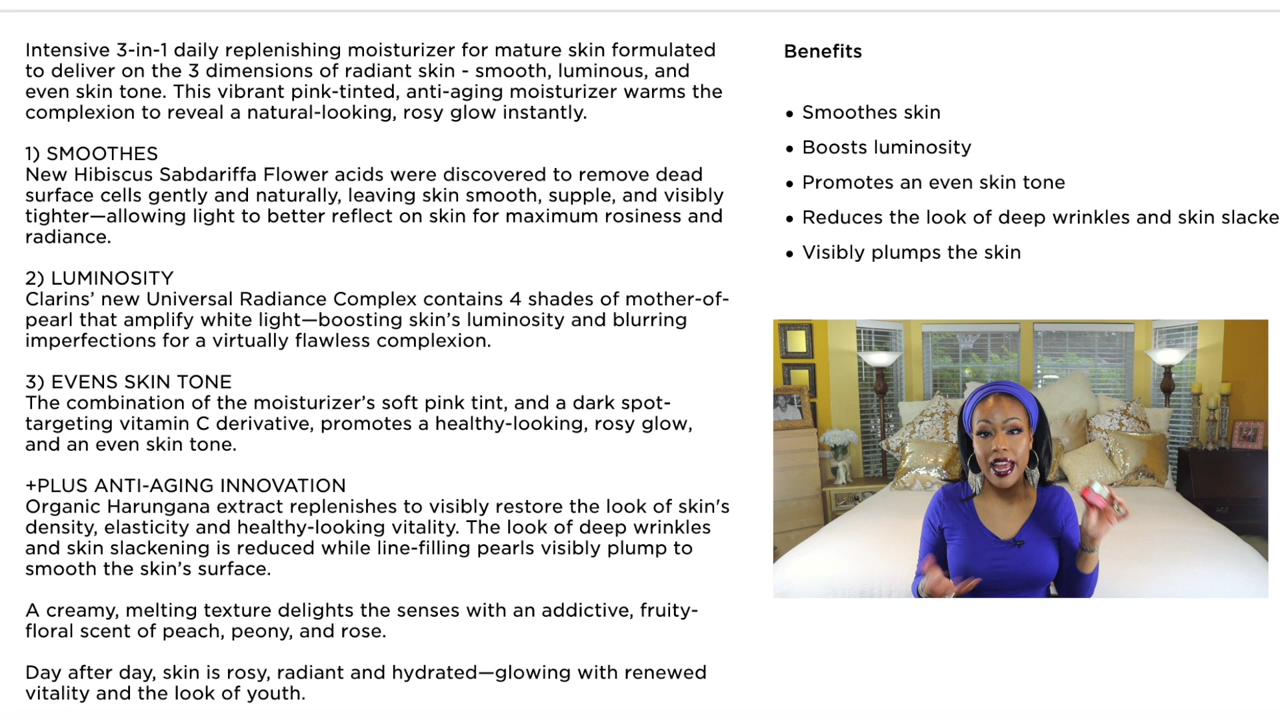 Intensive 3-in-1 daily replenishing moisturizer for mature skin formulated
to deliver on the 3 dimensions of radiant skin - smooth, luminous, and
even skin tone. This vibrant pink-tinted, anti-aging moisturizer warms the
complexion to reveal a natural-looking, rosy glow instantly.
1) SMOOTHES
New Hibiscus Sabdariffa Flower acids were discovered to remove dead
surface cells gently and naturally, leaving skin smooth, supple, and visibly
tighter—allowing light to better reflect on skin for maximum rosiness and
radiance.
2) LUMINOSITY
Clarins’ new Universal Radiance Complex contains 4 shades of mother-of-
pearl that amplify white light—boosting skin’s luminosity and blurring
imperfections for a virtually flawless complexion.
3) EVENS SKIN TONE
The combination of the moisturizer’s soft pink tint, and a dark spot-
targeting vitamin C derivative, promotes a healthy-looking, rosy glow,
and an even skin tone.
+PLUS ANTI-AGING INNOVATION
Organic Harungana extract replenishes to visibly restore the look of skin's
density, elasticity and healthy-looking vitality. The look of deep wrinkles
and skin slackening is reduced while line-filling pearls visibly plump to
smooth the skin’s surface.
A creamy, melting texture delights the senses with an addictive, fruity-
floral scent of peach, peony, and rose.
Day after day, skin is rosy, radiant and hydrated—glowing with renewed
vitality and the look of youth.
Benefits
• Smoothes skin
• Boosts luminosity
• Promotes an even skin tone
• Reduces the look of deep wrinkles and skin slacke
• Visibly plumps the skin